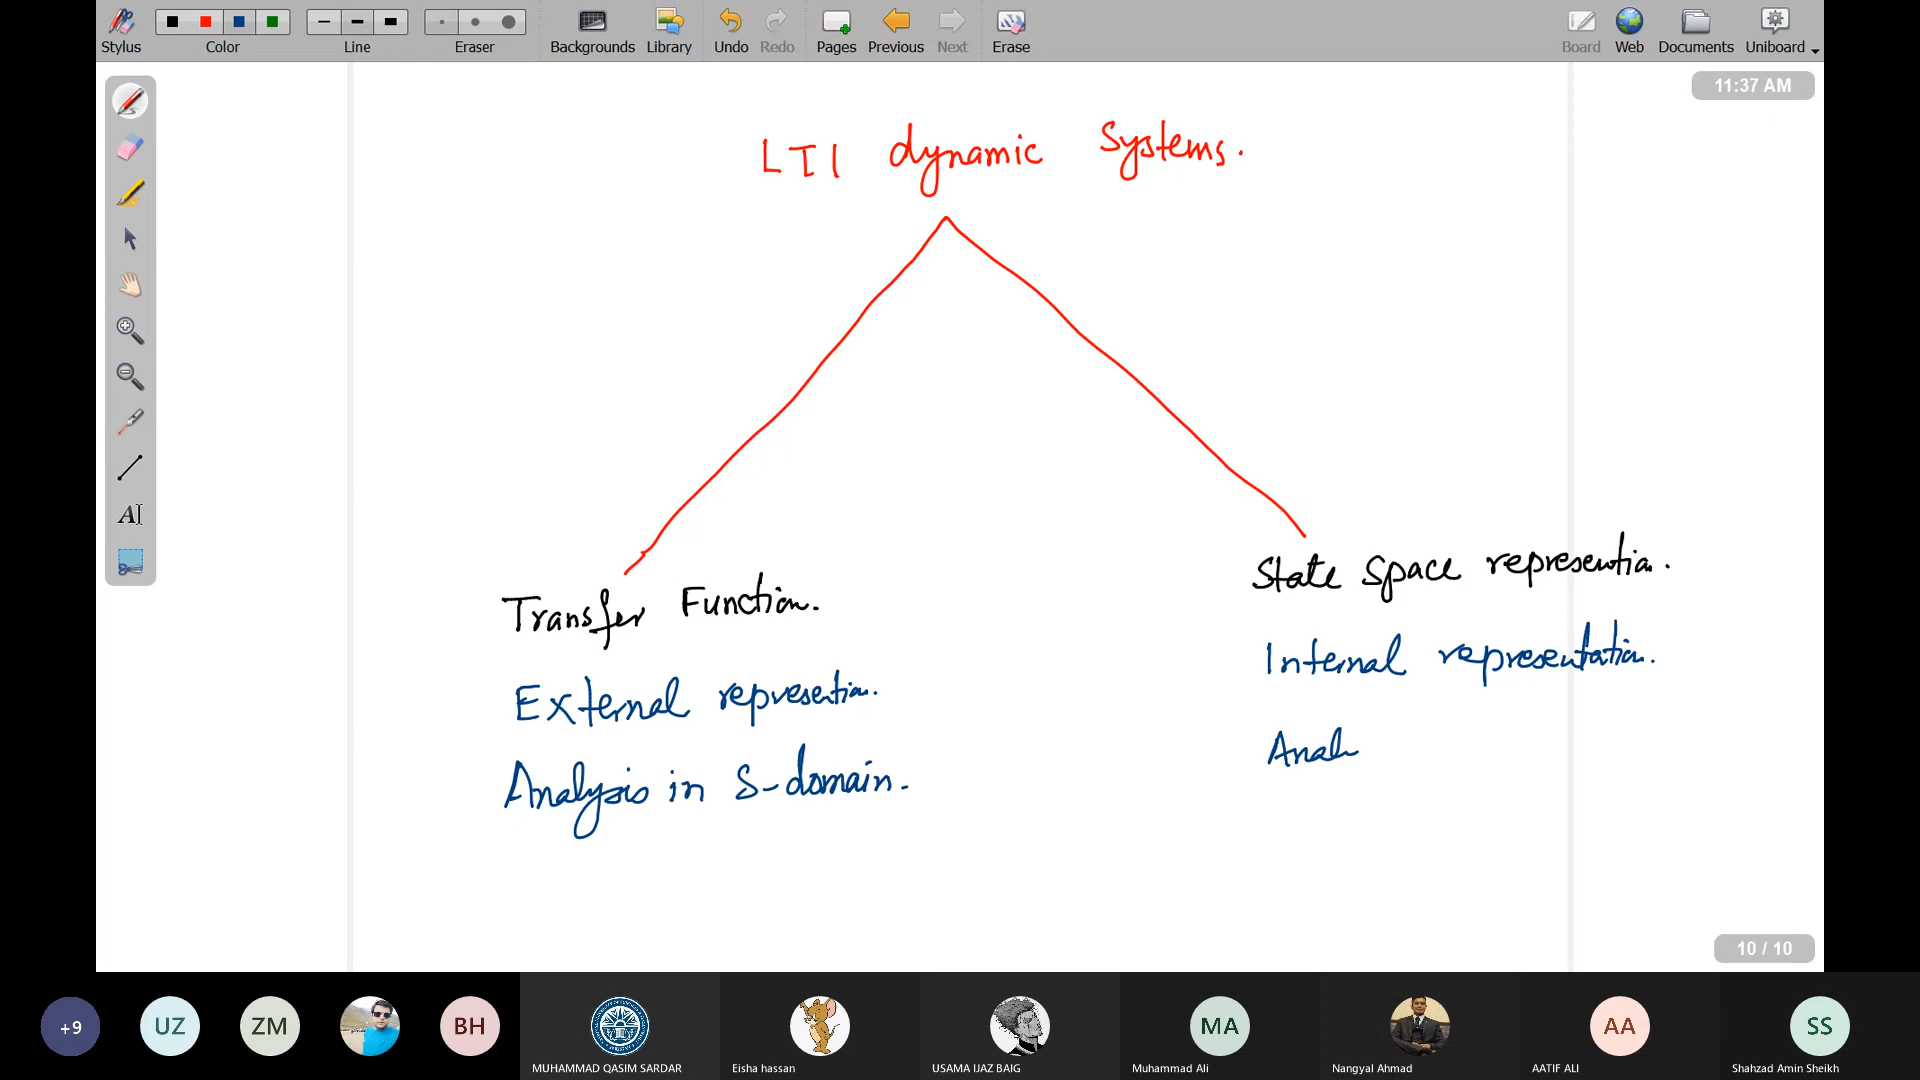 Stylus Color Line Eraser Backgrounds Library Undo Redo Pages Previous Next Erase Board Web Documents Uniboard
11:37 AM
LTI dynamic Systems.
Transfer Function.
State Space represention.
External represention.
Internal representation.
Analysis in S-domain.
Anal
10 / 10
+9 UZ ZM BH MA AA SS
MUHAMMAD QASIM SARDAR Eisha hassan USAMA IJAZ BAIG Muhammad Ali Nangyal Ahmad AATIF ALI Shahzad Amin Sheikh